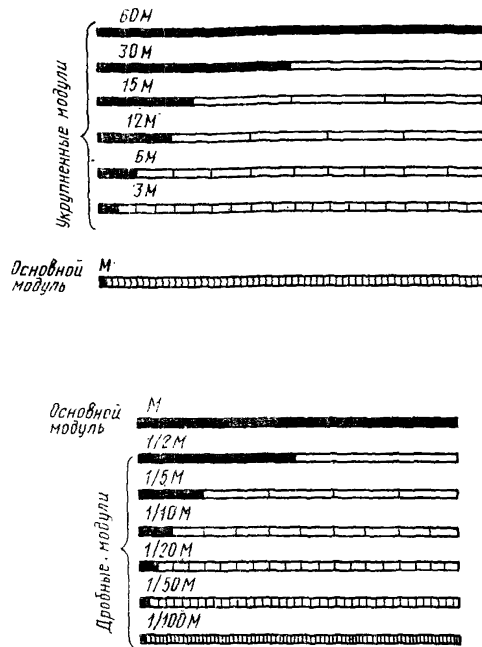 Укрупненные модули
60М
30М
15М
12М
6М
3М
Основной
модуль
М
Основной
модуль
М
Дробные модули
1/2М
1/5М
1/10М
1/20М
1/50М
1/100М